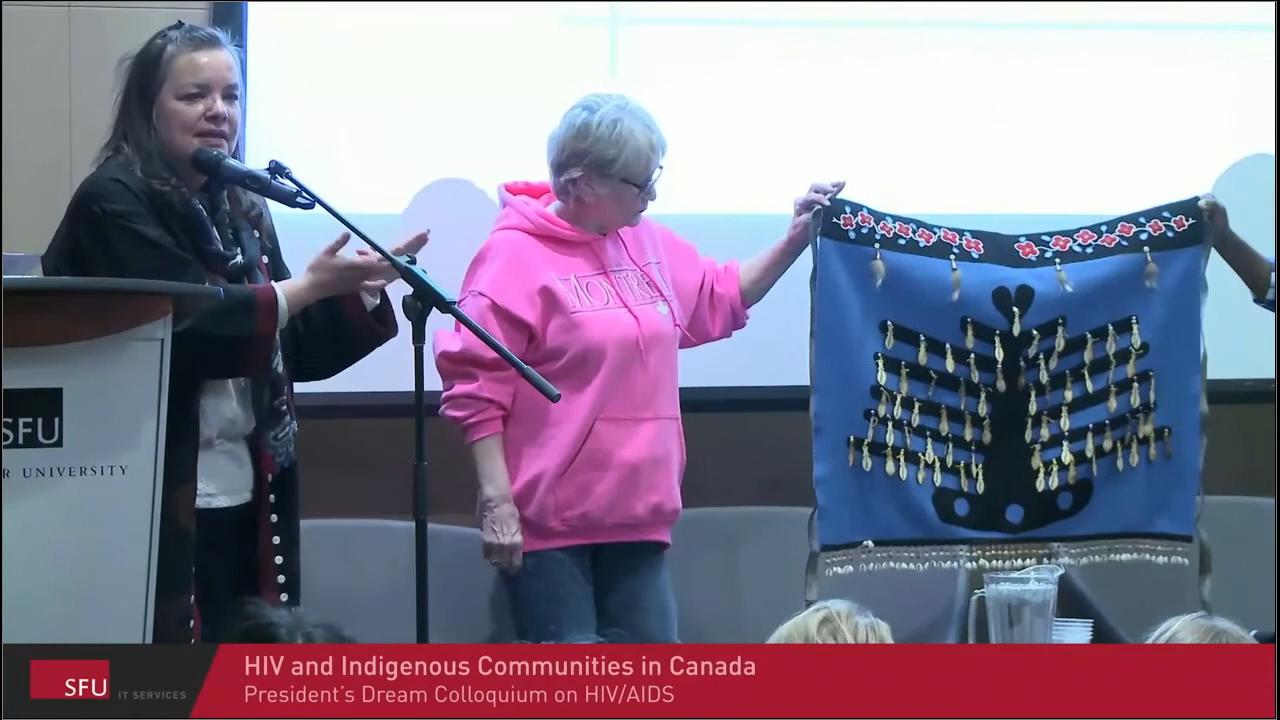 MONTREAL
SFU
R UNIVERSITY
SFU IT SERVICES
HIV and Indigenous Communities in Canada
President's Dream Colloquium on HIV/AIDS